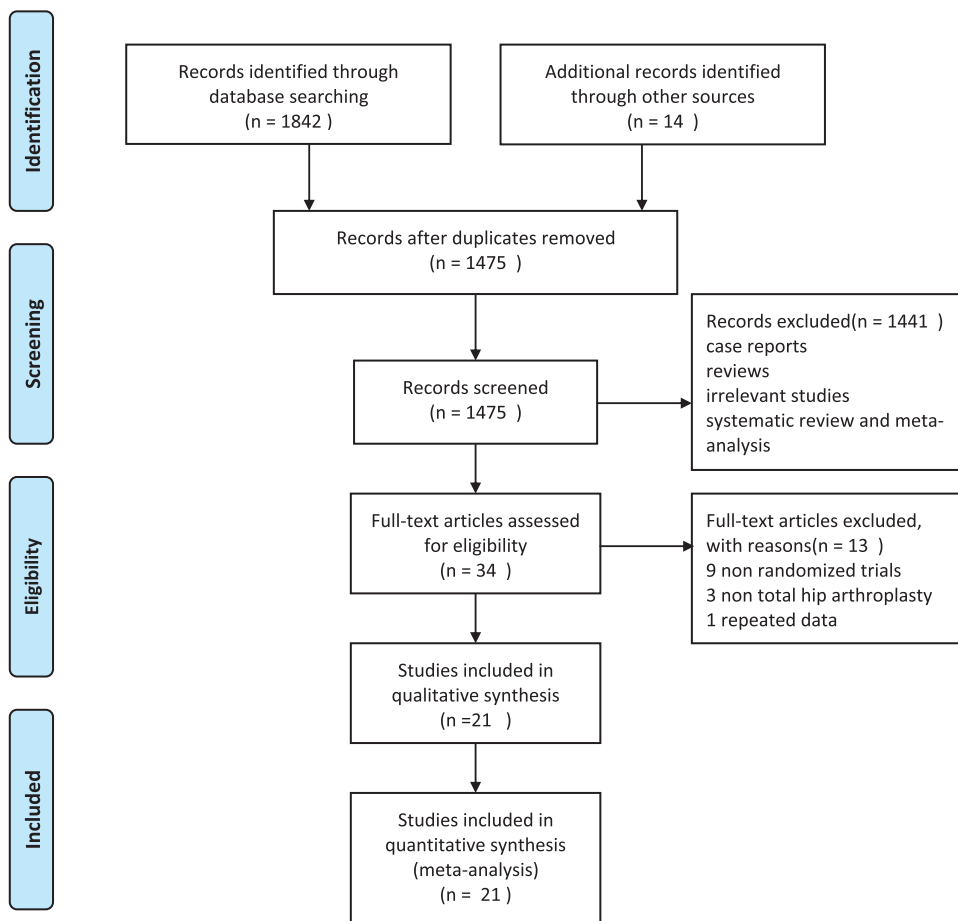 Identification
Records identified through
database searching
(n = 1842 )
Additional records identified
through other sources
(n = 14 )
Records after duplicates removed
(n = 1475 )
Screening
Records screened
(n = 1475 )
Records excluded(n = 1441 )
case reports
reviews
irrelevant studies
systematic review and meta-
analysis
Eligibility
Full-text articles assessed
for eligibility
(n = 34 )
Full-text articles excluded,
with reasons(n = 13 )
9 non randomized trials
3 non total hip arthroplasty
1 repeated data
Studies included in
qualitative synthesis
(n =21 )
Included
Studies included in
quantitative synthesis
(meta-analysis)
(n = 21 )